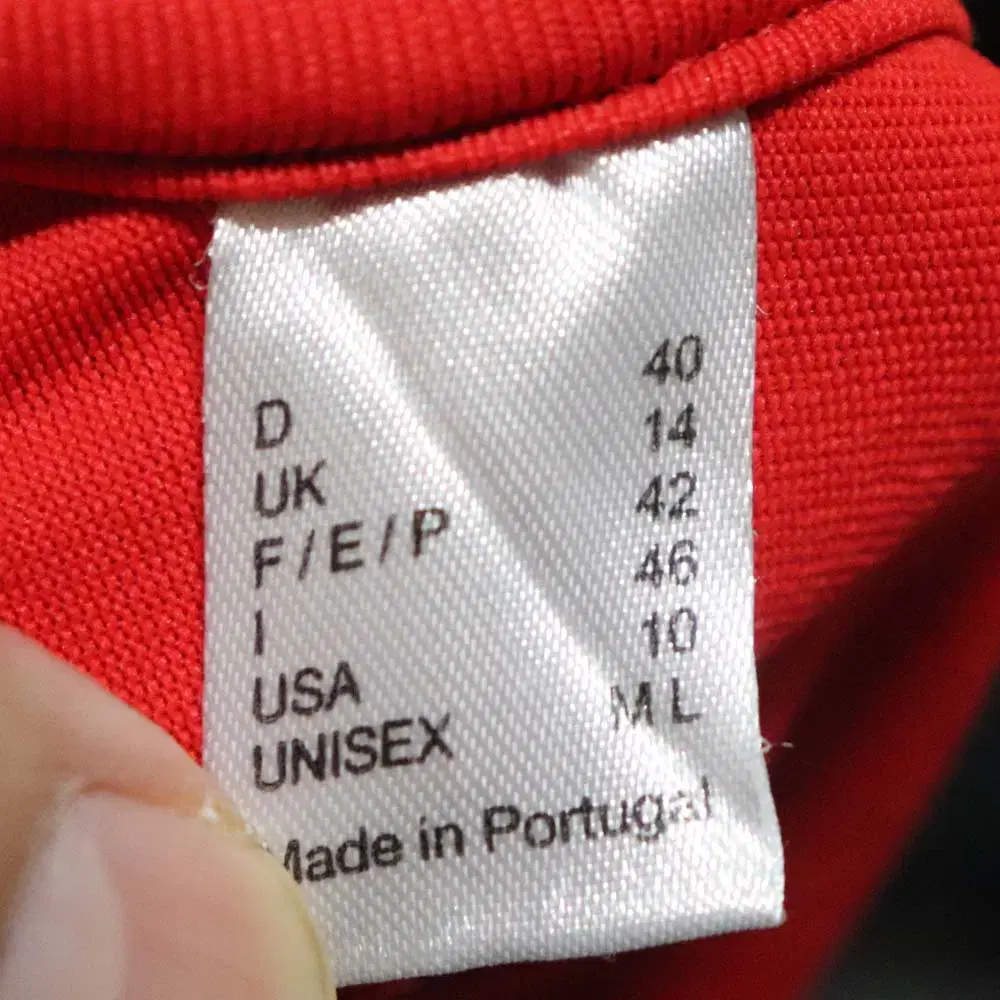 D 40
UK 14
F / E / P 42
I 46
USA 10
UNISEX M L
Made in Portugal